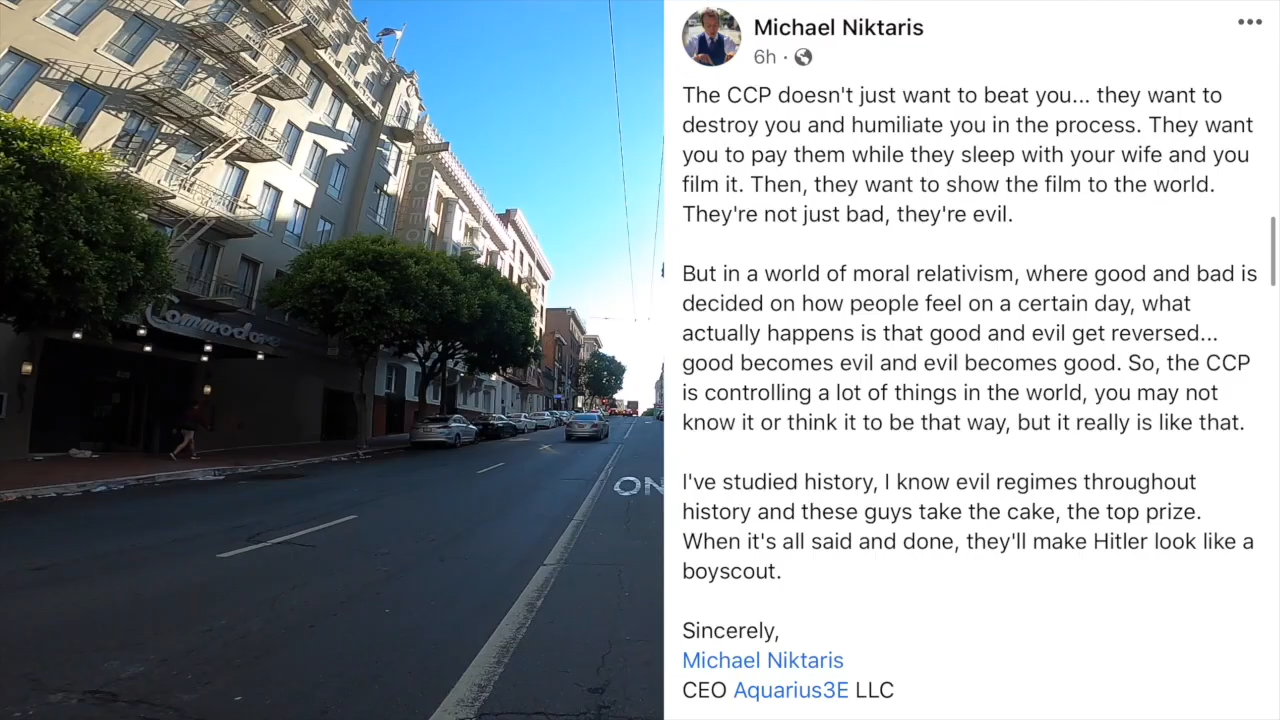 Commodore
COMMO
ON
Michael Niktaris
6h ·
The CCP doesn't just want to beat you... they want to
destroy you and humiliate you in the process. They want
you to pay them while they sleep with your wife and you
film it. Then, they want to show the film to the world.
They're not just bad, they're evil.
But in a world of moral relativism, where good and bad is
decided on how people feel on a certain day, what
actually happens is that good and evil get reversed...
good becomes evil and evil becomes good. So, the CCP
is controlling a lot of things in the world, you may not
know it or think it to be that way, but it really is like that.
I've studied history, I know evil regimes throughout
history and these guys take the cake, the top prize.
When it's all said and done, they'll make Hitler look like a
boyscout.
Sincerely,
Michael Niktaris
CEO Aquarius3E LLC